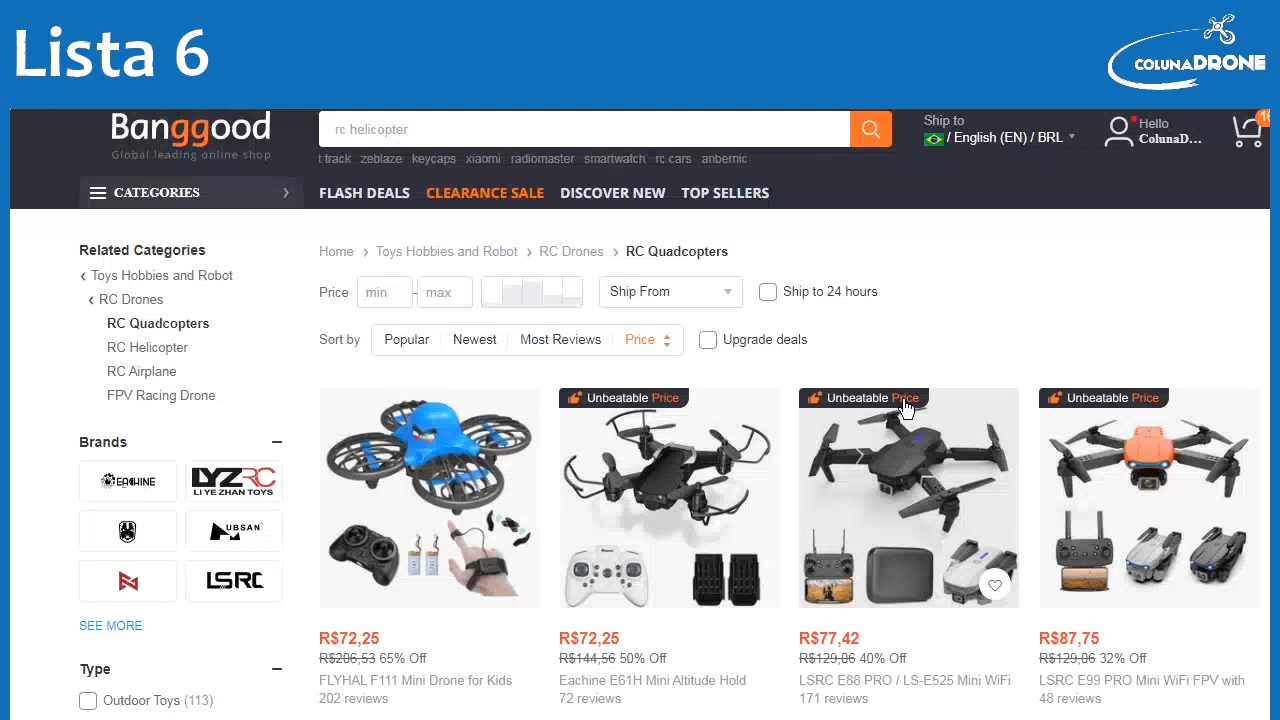 Lista 6
COLUNADRONE
Banggood
Global leading online shop
rc helicopter
Ship to
/ English (EN) / BRL
Hello
ColunaD...
16
t track zeblaze keycaps xiaomi radiomaster smartwatch rc cars anbernic
CATEGORIES
FLASH DEALS CLEARANCE SALE DISCOVER NEW TOP SELLERS
Related Categories
Toys Hobbies and Robot
RC Drones
RC Quadcopters
RC Helicopter
RC Airplane
FPV Racing Drone
Brands
EACHINE
LYZRC
LI YE ZHAN TOYS
UBSAN
LSRC
SEE MORE
Type
Outdoor Toys (113)
Home > Toys Hobbies and Robot > RC Drones > RC Quadcopters
Price min - max Ship From Ship to 24 hours
Sort by Popular Newest Most Reviews Price Upgrade deals
Unbeatable Price
Unbeatable Price
Unbeatable Price
R$72,25
R$206,53 65% Off
FLYHAL F111 Mini Drone for Kids
202 reviews
R$72,25
R$144,56 50% Off
Eachine E61H Mini Altitude Hold
72 reviews
R$77,42
R$129,06 40% Off
LSRC E88 PRO / LS-E525 Mini WiFi
171 reviews
R$87,75
R$129,06 32% Off
LSRC E99 PRO Mini WiFi FPV with
48 reviews